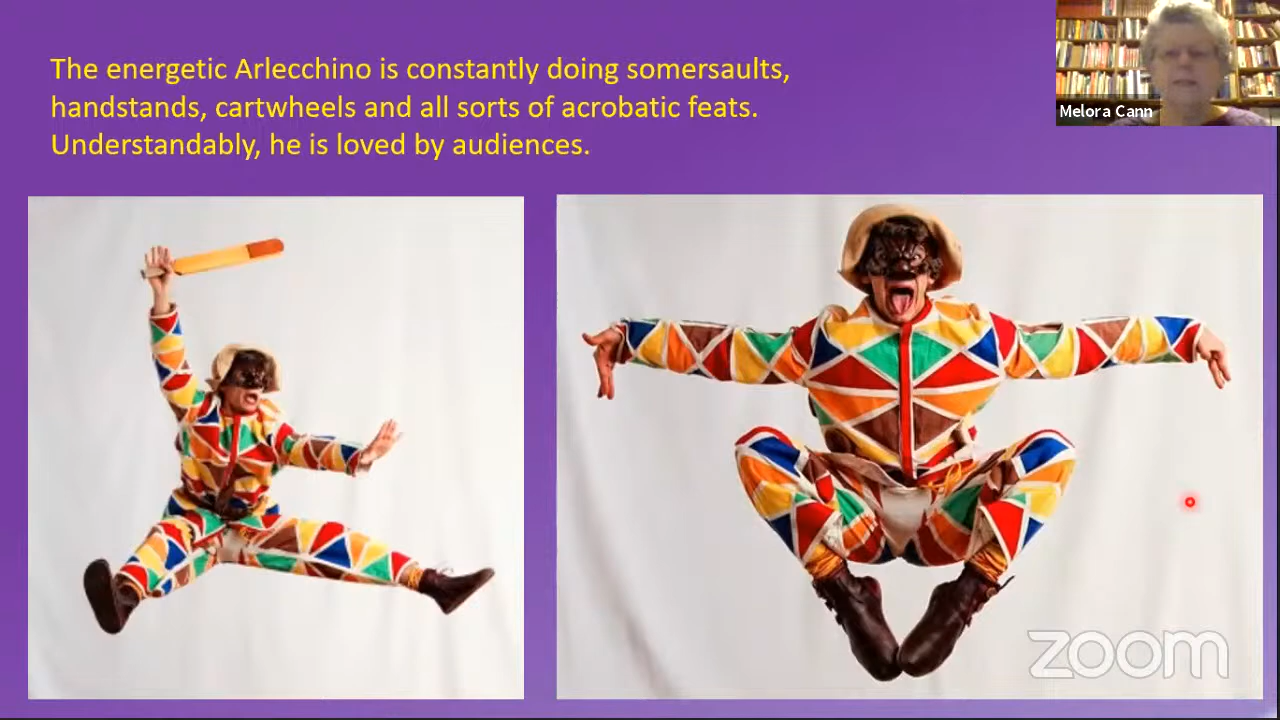 The energetic Arlecchino is constantly doing somersaults,
handstands, cartwheels and all sorts of acrobatic feats.
Understandably, he is loved by audiences.
Melora Cann
zoom